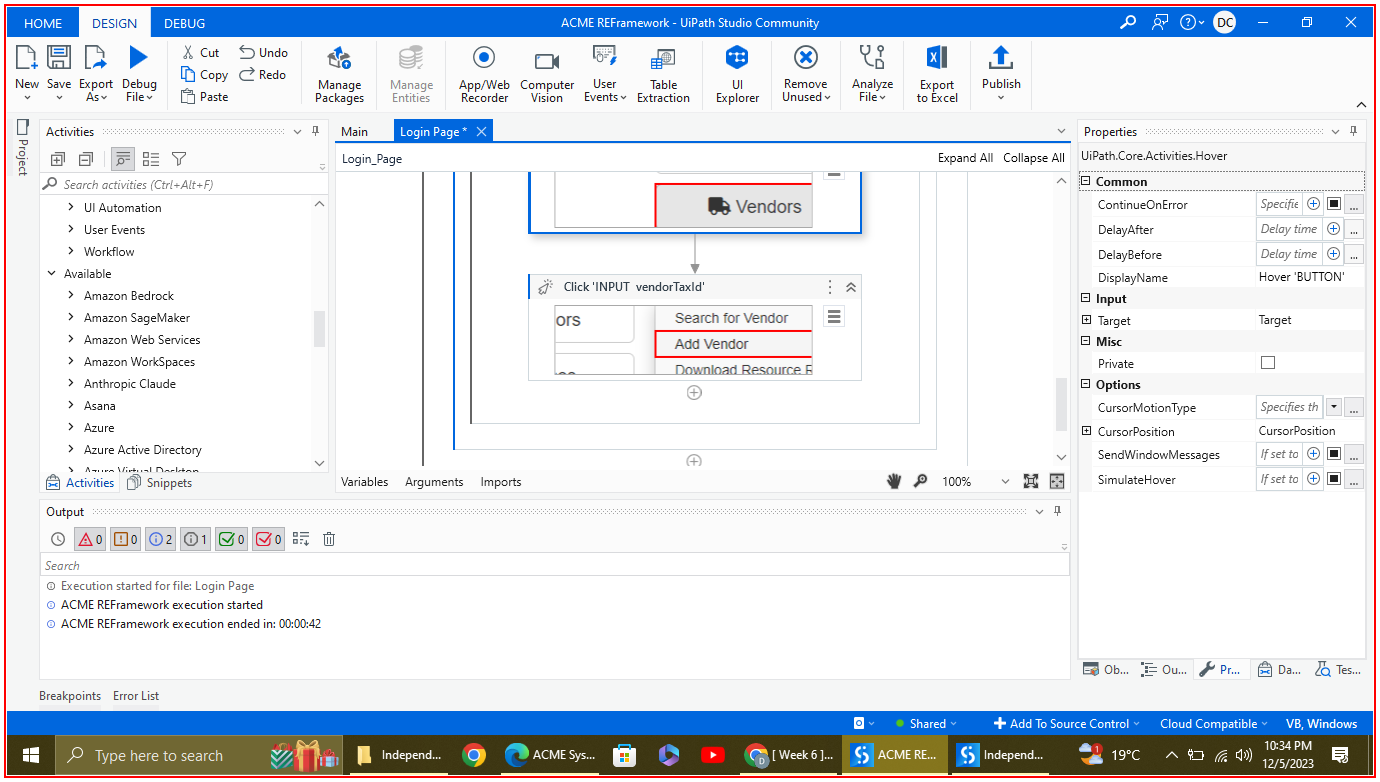 HOME DESIGN DEBUG ACME REFramework - UiPath Studio Community DC
New Save Export As Debug File Cut Copy Paste Undo Redo Manage Packages Manage Entities App/Web Recorder Computer Vision User Events Table Extraction UI Explorer Remove Unused Analyze File Export to Excel Publish
Project
Activities
Search activities (Ctrl+Alt+F)
UI Automation
User Events
Workflow
Available
Amazon Bedrock
Amazon SageMaker
Amazon Web Services
Amazon WorkSpaces
Anthropic Claude
Asana
Azure
Azure Active Directory
Azure Virtual Desktop
Activities Snippets
Main Login Page *
Login_Page Expand All Collapse All
Vendors
Click 'INPUT vendorTaxId'
ors Search for Vendor
Add Vendor
Download Resource F
Variables Arguments Imports 100%
Properties
UiPath.Core.Activities.Hover
Common
ContinueOnError Specifie ...
DelayAfter Delay time ...
DelayBefore Delay time ...
DisplayName Hover 'BUTTON'
Input
Target Target
Misc
Private
Options
CursorMotionType Specifies th ...
CursorPosition CursorPosition
SendWindowMessages If set to ...
SimulateHover If set to ...
Ob... Ou... Pr... Da... Tes...
Output
0 0 2 1 0 0
Search
Execution started for file: Login Page
ACME REFramework execution started
ACME REFramework execution ended in: 00:00:42
Breakpoints Error List
Shared Add To Source Control Cloud Compatible VB, Windows
Type here to search Independ... ACME Sys... [ Week 6 ]... ACME RE... Independ... 1 19°C 10:34 PM
12/5/2023